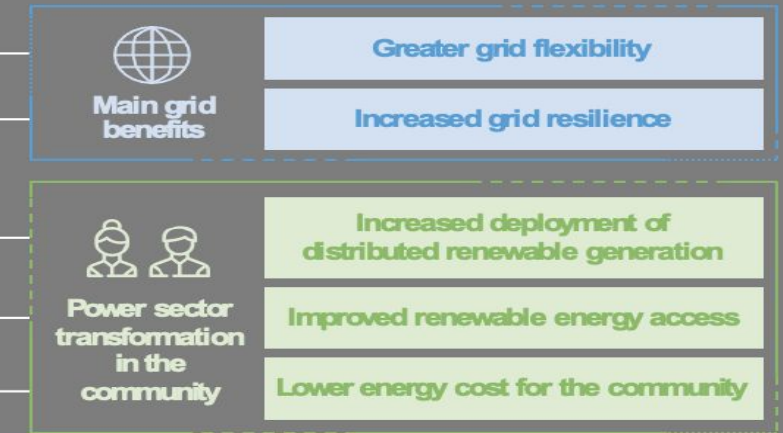 Main grid
benefits
Greater grid flexibility
Increased grid resilience
Power sector
transformation
in the
community
Increased deployment of
distributed renewable generation
Improved renewable energy access
Lower energy cost for the community